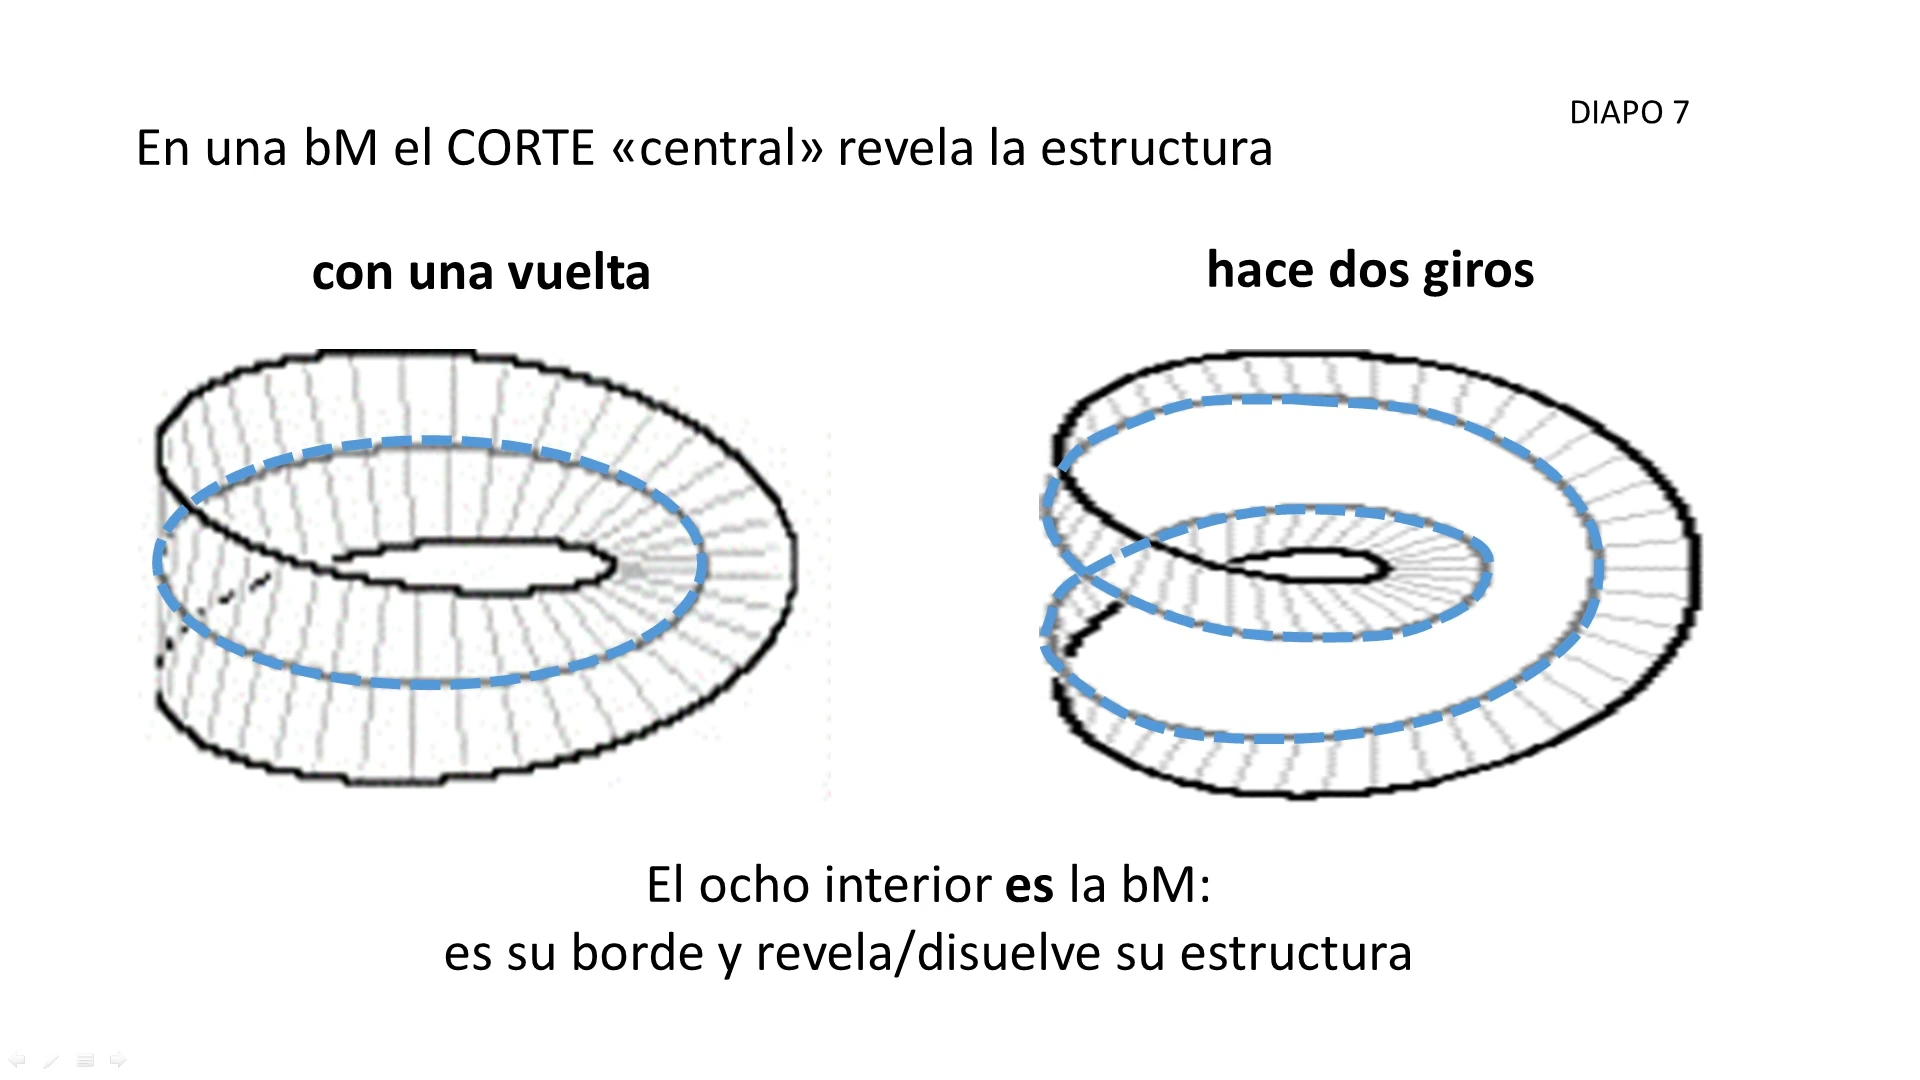 DIAPO 7
En una bM el CORTE «central» revela la estructura
con una vuelta
hace dos giros
El ocho interior es la bM:
es su borde y revela/disuelve su estructura